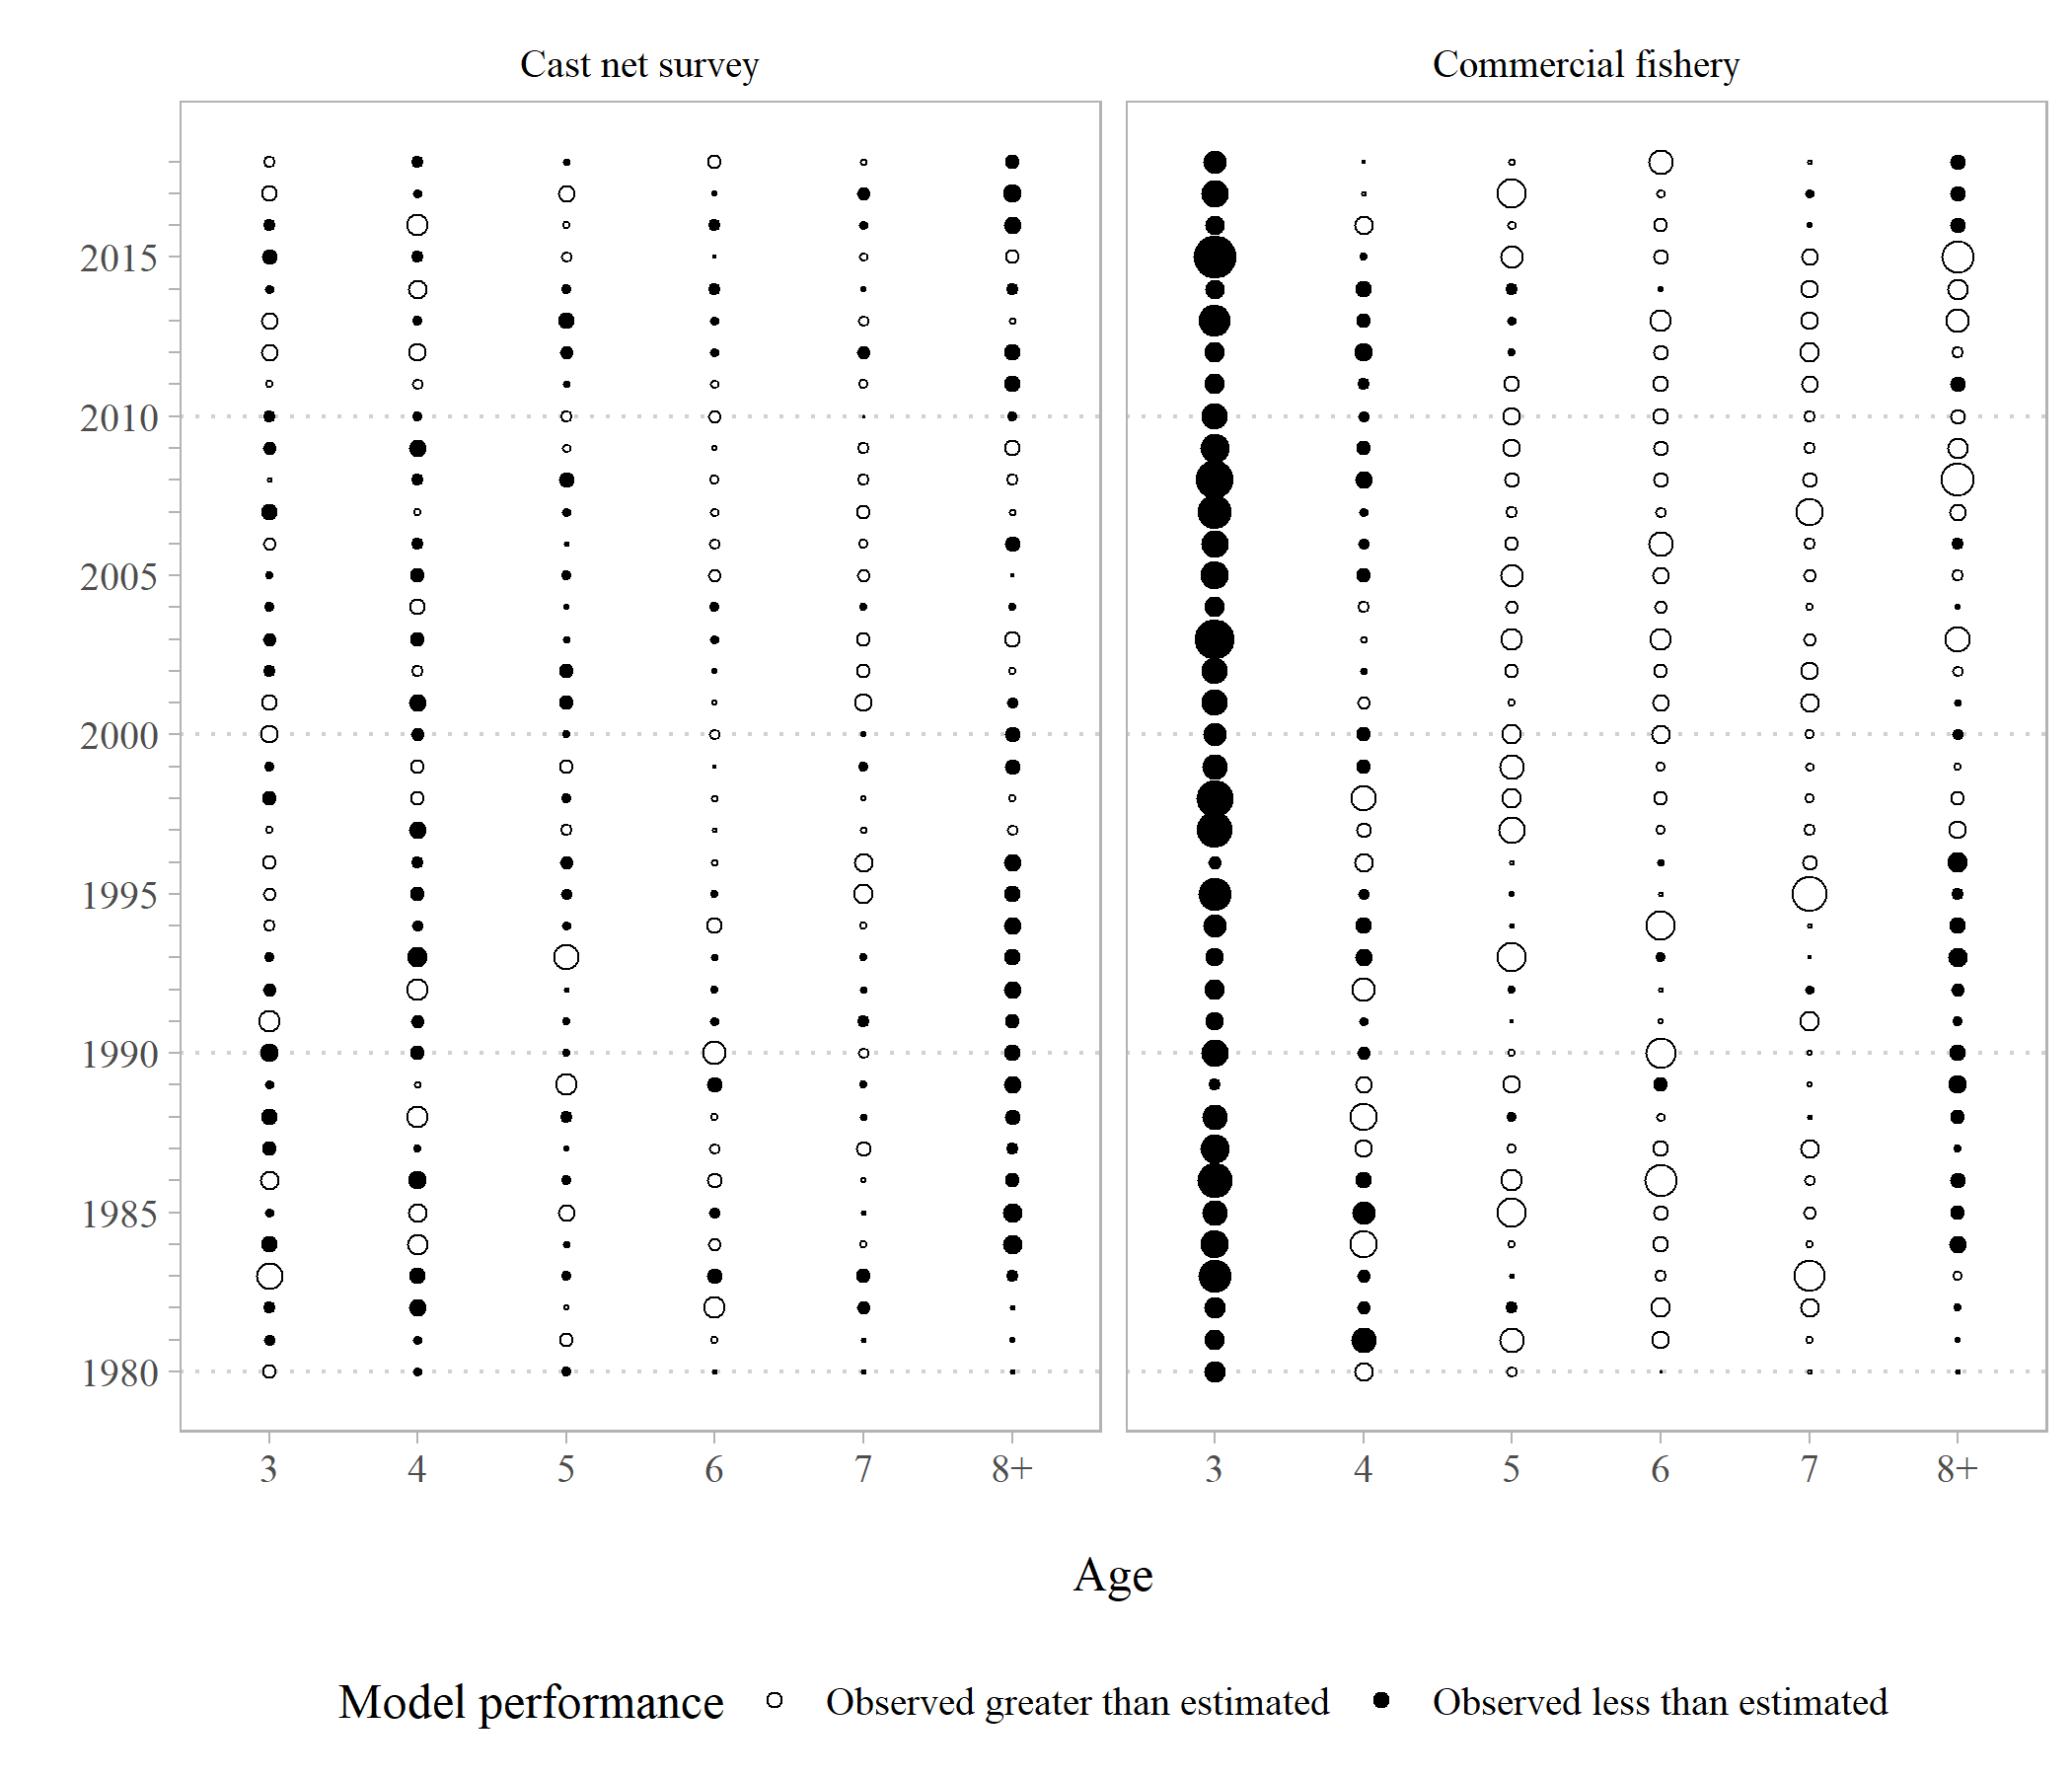 Cast net survey Commercial fishery
2015
2010
2005
2000
1995
1990
1985
1980
3 4 5 6 7 8+ 3 4 5 6 7 8+
Age
Model performance Observed greater than estimated Observed less than estimated